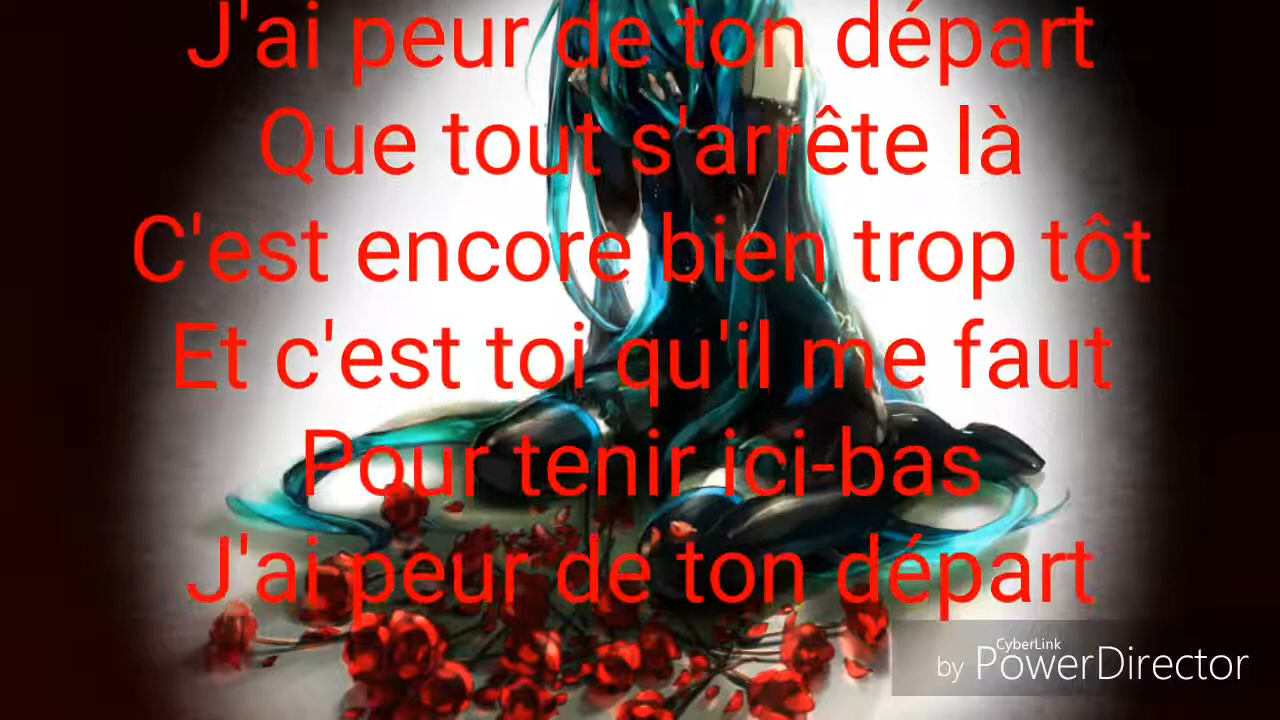 J'ai peur de ton départ
Que tout s'arrête là
C'est encore bien trop tôt
Et c'est toi qu'il me faut
Pour tenir ici-bas
J'ai peur de ton départ
CyberLink
by PowerDirector